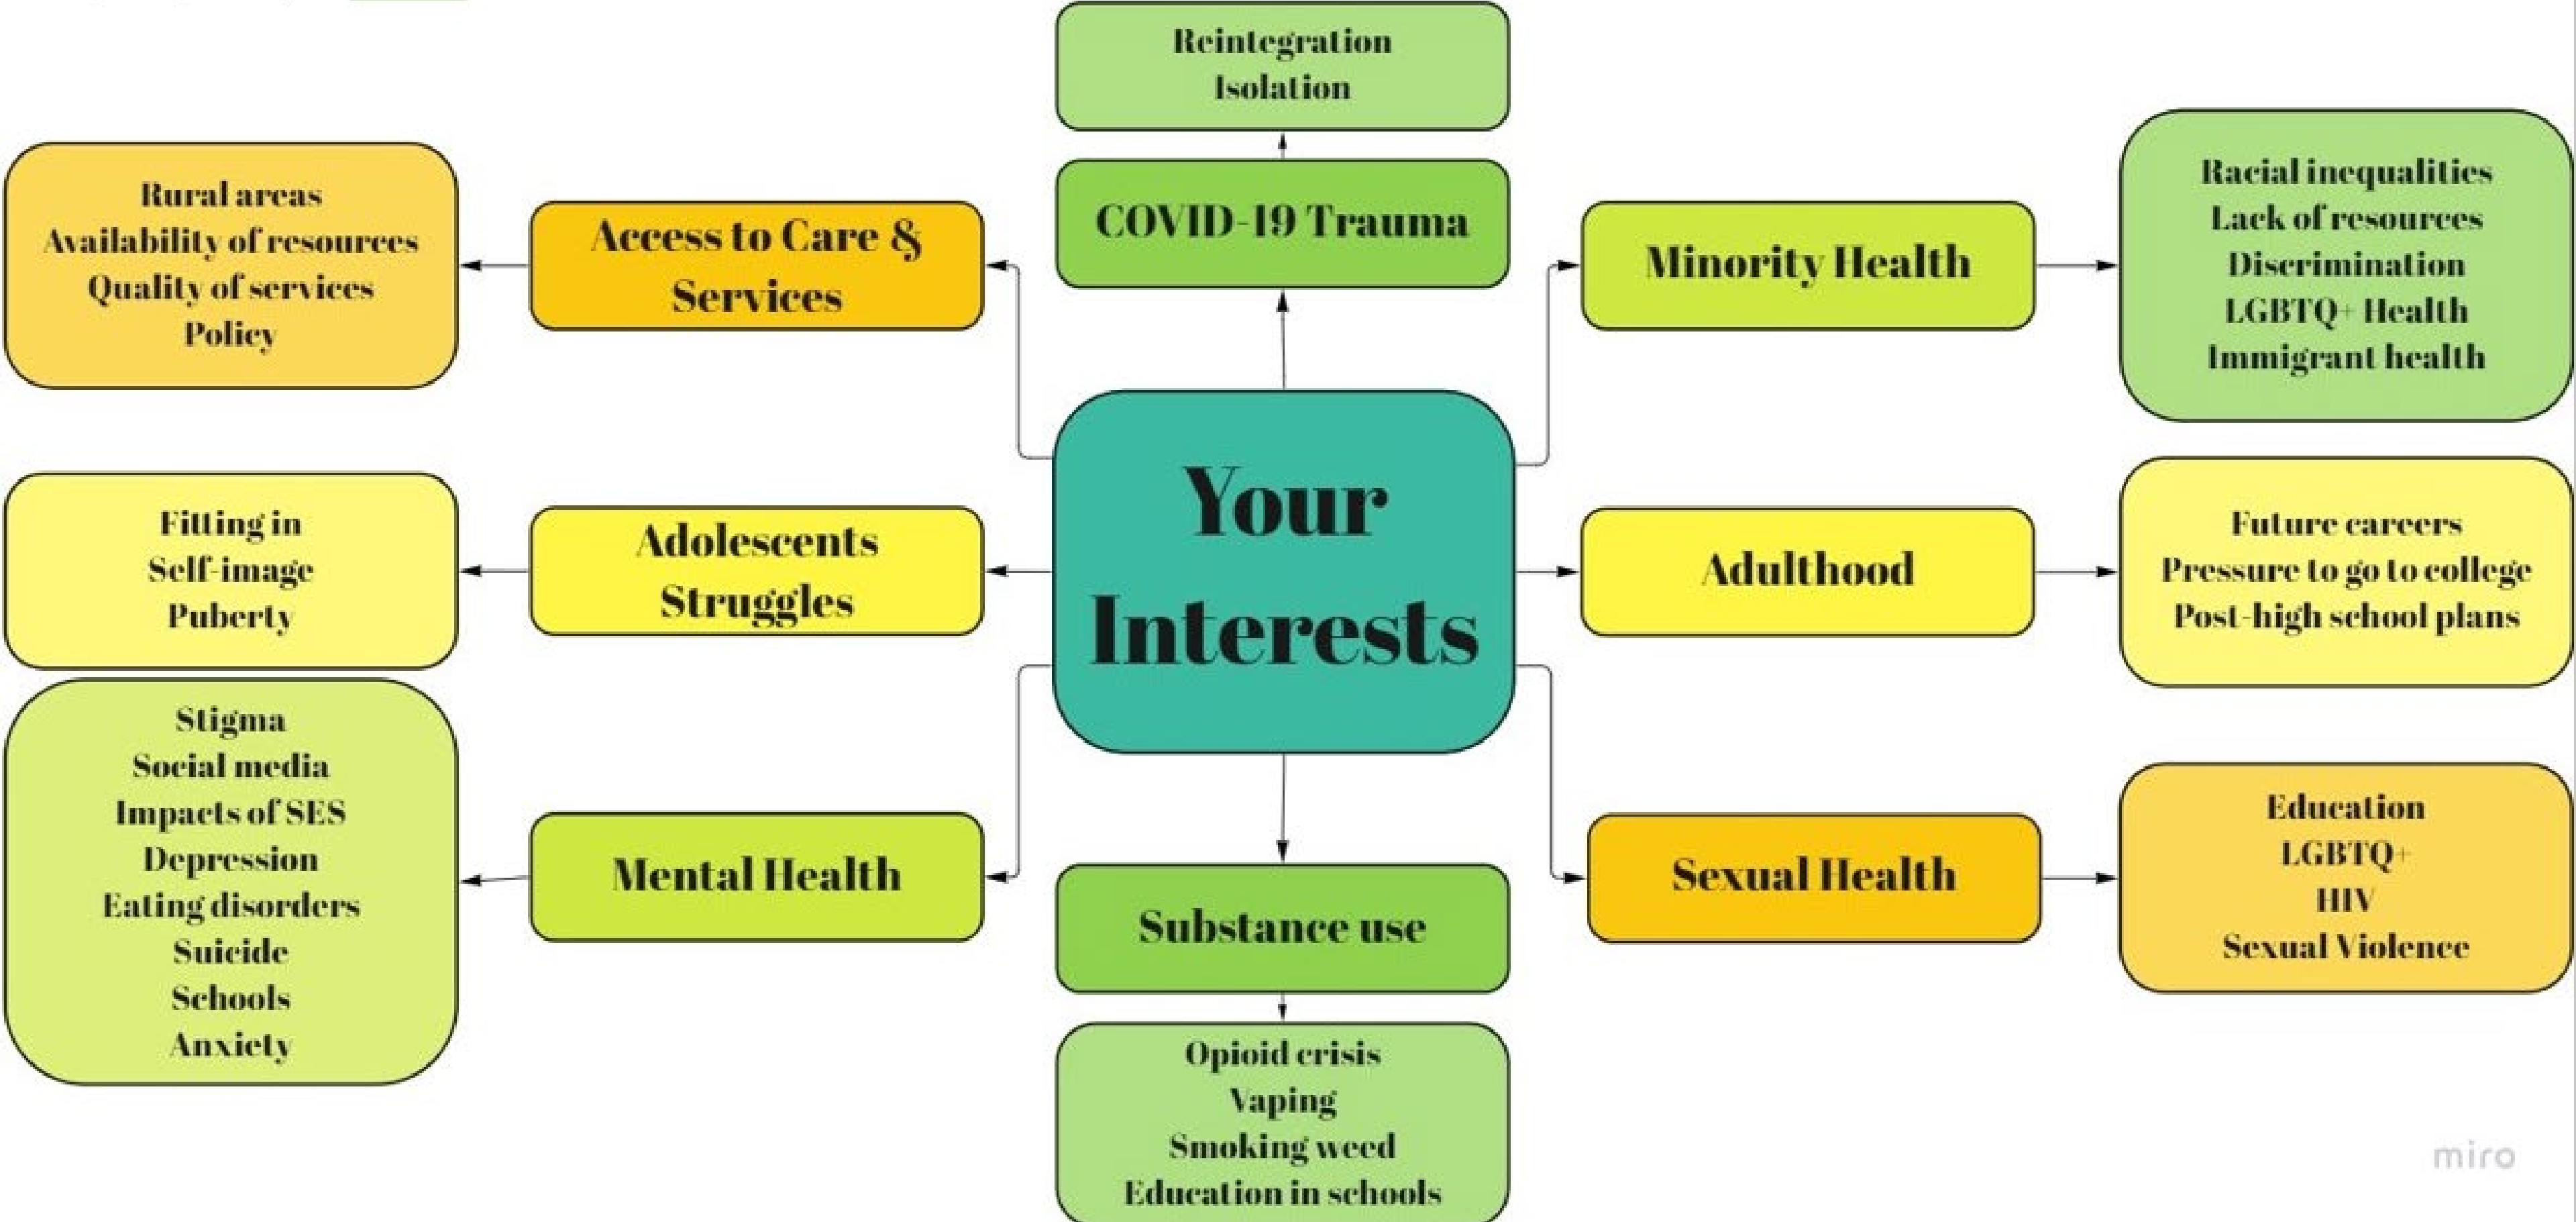 Reintegration
Isolation
COVID-19 Trauma
Rural areas
Availability of resources
Quality of services
Policy
Access to Care &
Services
Minority Health
Racial inequalities
Lack of resources
Discrimination
LGBTQ+ Health
Immigrant health
Your
Interests
Fitting in
Self-image
Puberty
Adolescents
Struggles
Adulthood
Future careers
Pressure to go to college
Post-high school plans
Stigma
Social media
Impacts of SES
Depression
Eating disorders
Suicide
Schools
Anxiety
Mental Health
Substance use
Opioid crisis
Vaping
Smoking weed
Education in schools
Sexual Health
Education
LGBTQ+
HIV
Sexual Violence
miro